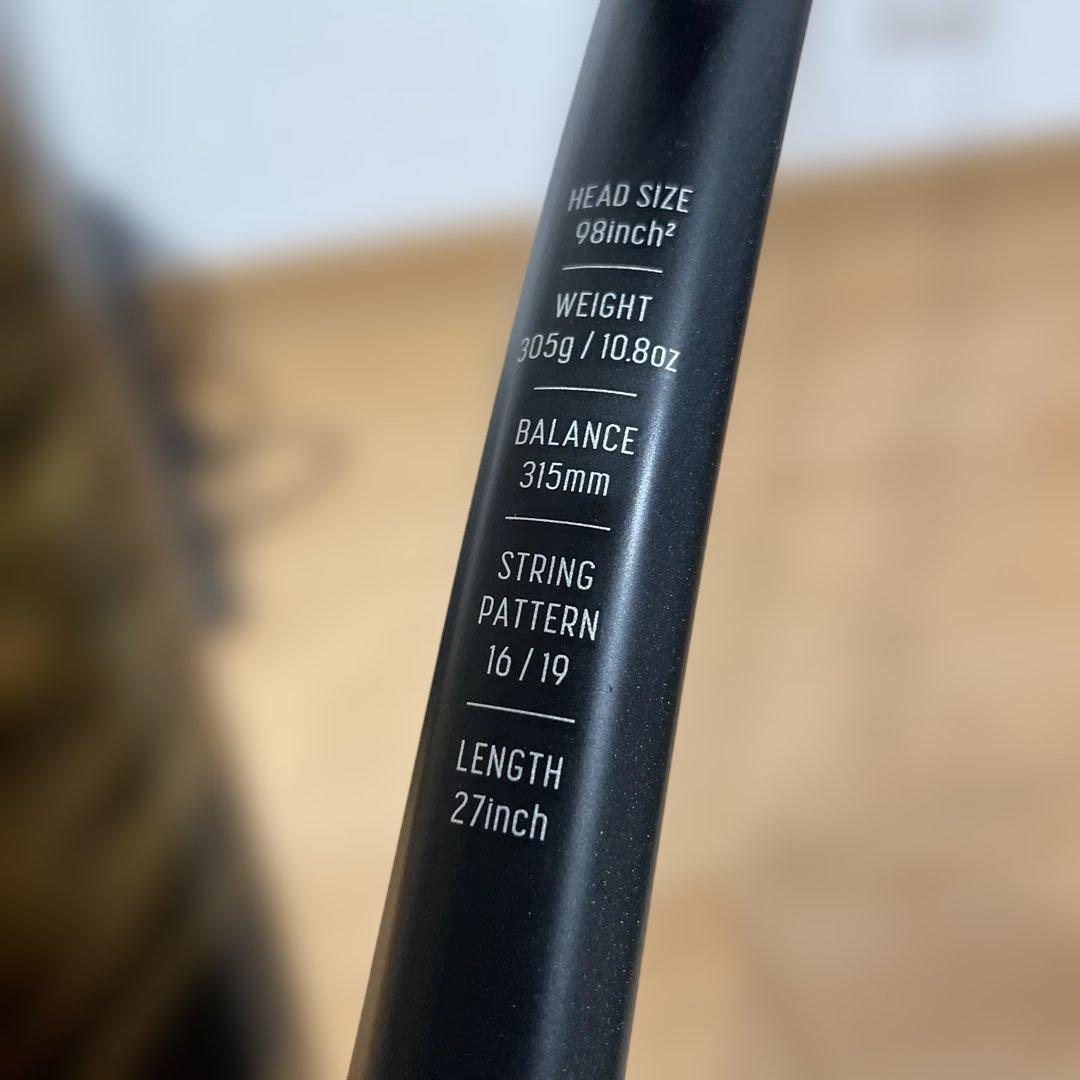 HEAD SIZE
98inch²
WEIGHT
305g / 10.8oz
BALANCE
315mm
STRING
PATTERN
16 / 19
LENGTH
27inch